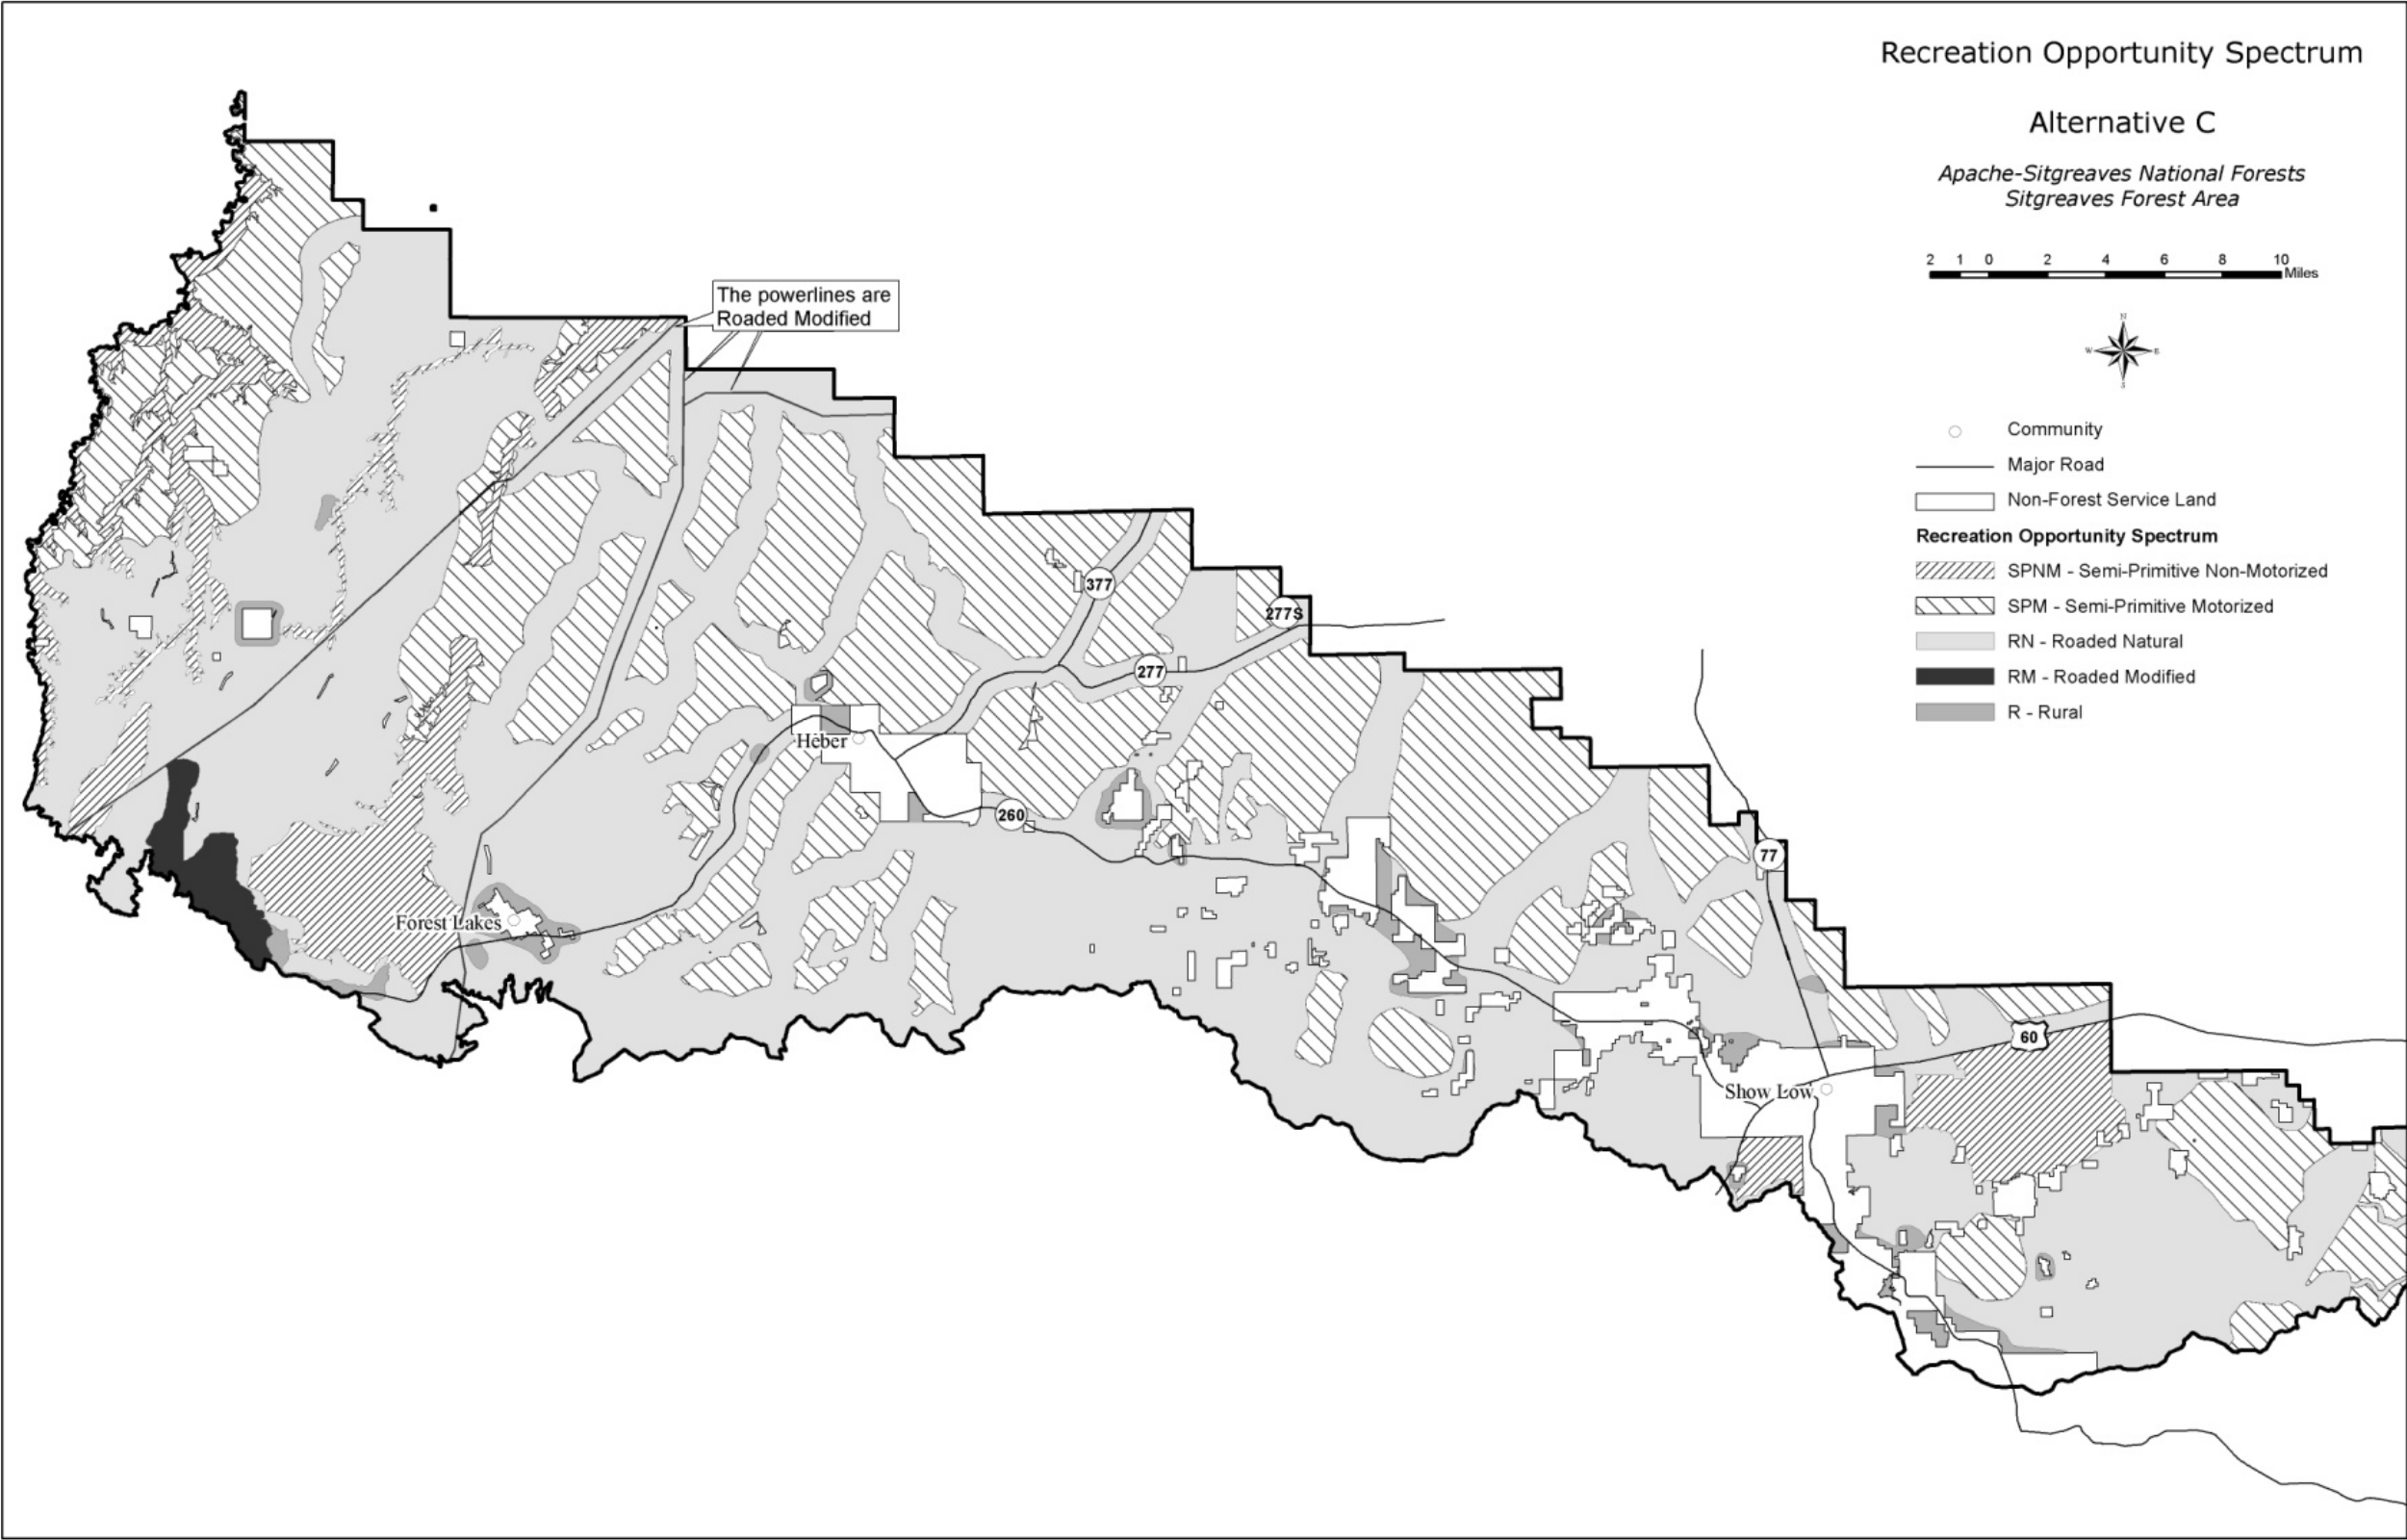 Recreation Opportunity Spectrum
Alternative C
Apache-Sitgreaves National Forests
Sitgreaves Forest Area
2 1 0 2 4 6 8 10
Miles
N
W E
S
Community
Major Road
Non-Forest Service Land
Recreation Opportunity Spectrum
SPNM - Semi-Primitive Non-Motorized
SPM - Semi-Primitive Motorized
RN - Roaded Natural
RM - Roaded Modified
R - Rural
The powerlines are
Roaded Modified
377
277S
277
Heber
260
77
Forest Lakes
60
Show Low